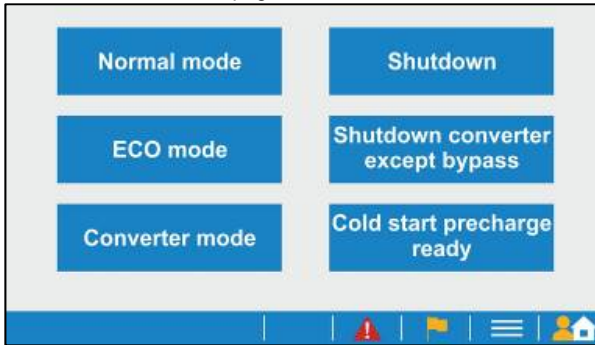 Normal mode
Shutdown
ECO mode
Shutdown converter
except bypass
Converter mode
Cold start precharge
ready